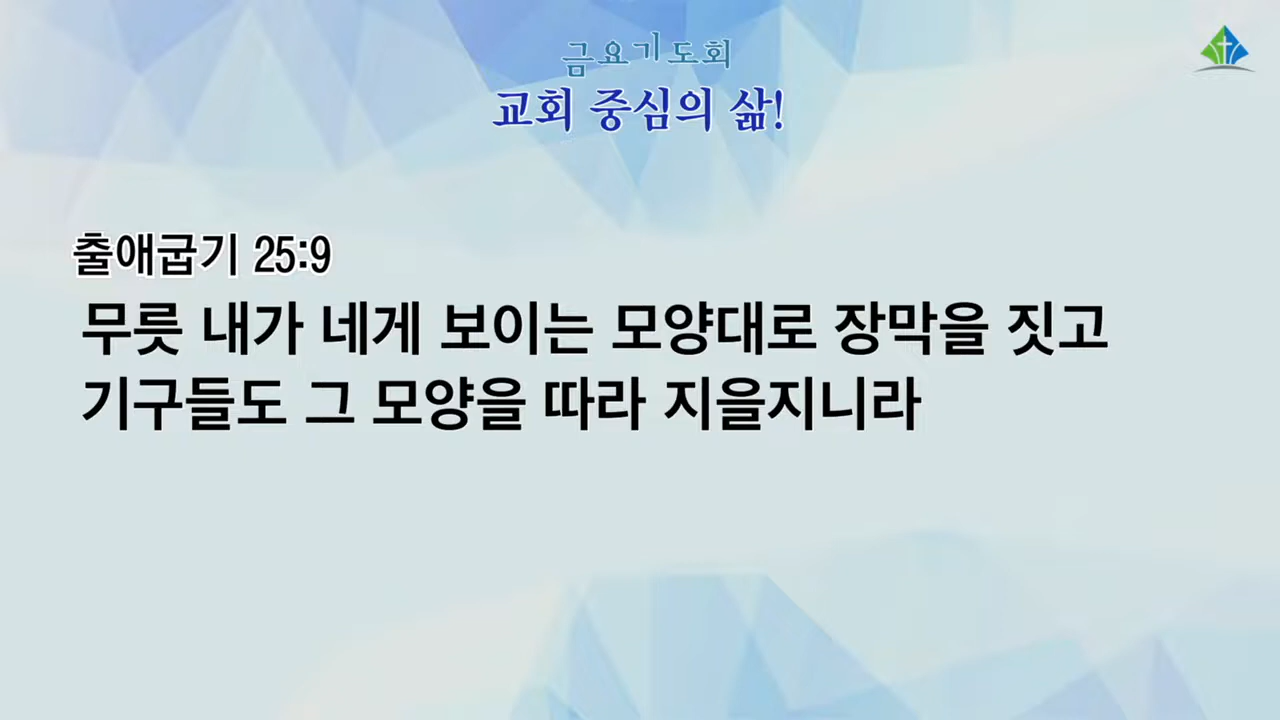 금요기도회
교회 중심의 삶!
출애굽기 25:9
무릇 내가 네게 보이는 모양대로 장막을 짓고
기구들도 그 모양을 따라 지을지니라